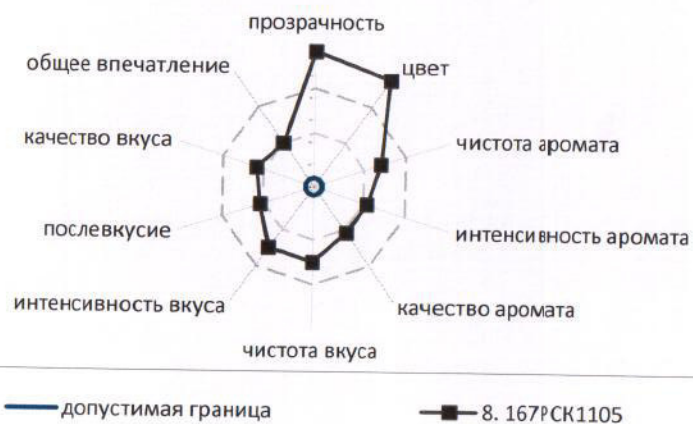 прозрачность
общее впечатление
цвет
качество вкуса
чистота аромата
послевкусие
интенсивность аромата
интенсивность вкуса
качество аромата
чистота вкуса
допустимая граница
8. 167РСК1105